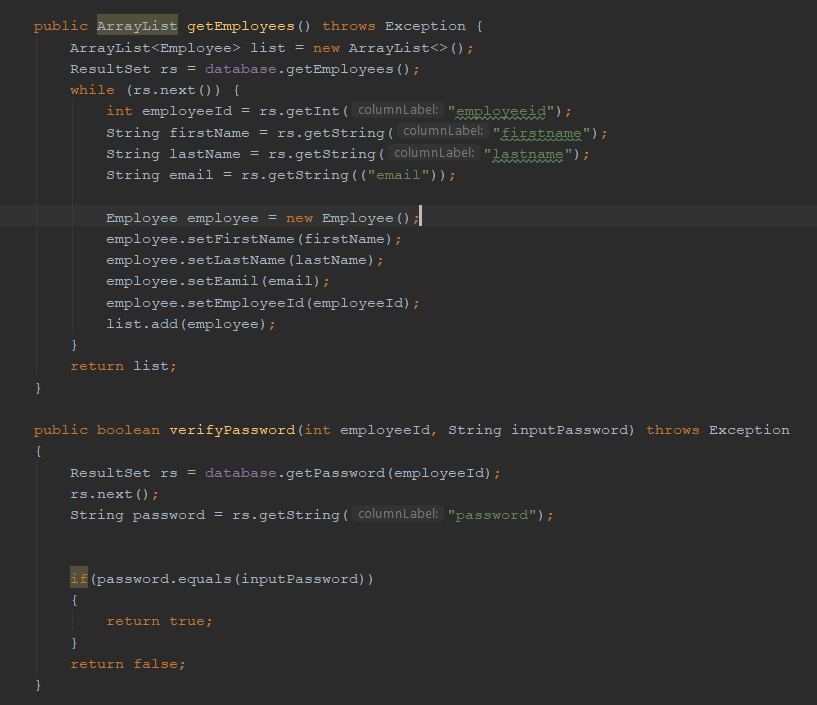 public ArrayList getEmployees() throws Exception {
ArrayList<Employee> list = new ArrayList<>();
ResultSet rs = database.getEmployees();
while (rs.next()) {
int employeeId = rs.getInt( columnLabel: "employeeid");
String firstName = rs.getString( columnLabel: "firstname");
String lastName = rs.getString( columnLabel: "lastname");
String email = rs.getString(("email"));
Employee employee = new Employee();
employee.setFirstName(firstName);
employee.setLastName(lastName);
employee.setEamil(email);
employee.setEmployeeId(employeeId);
list.add(employee);
}
return list;
}
public boolean verifyPassword(int employeeId, String inputPassword) throws Exception
{
ResultSet rs = database.getPassword(employeeId);
rs.next();
String password = rs.getString( columnLabel: "password");
if(password.equals(inputPassword))
{
return true;
}
return false;
}